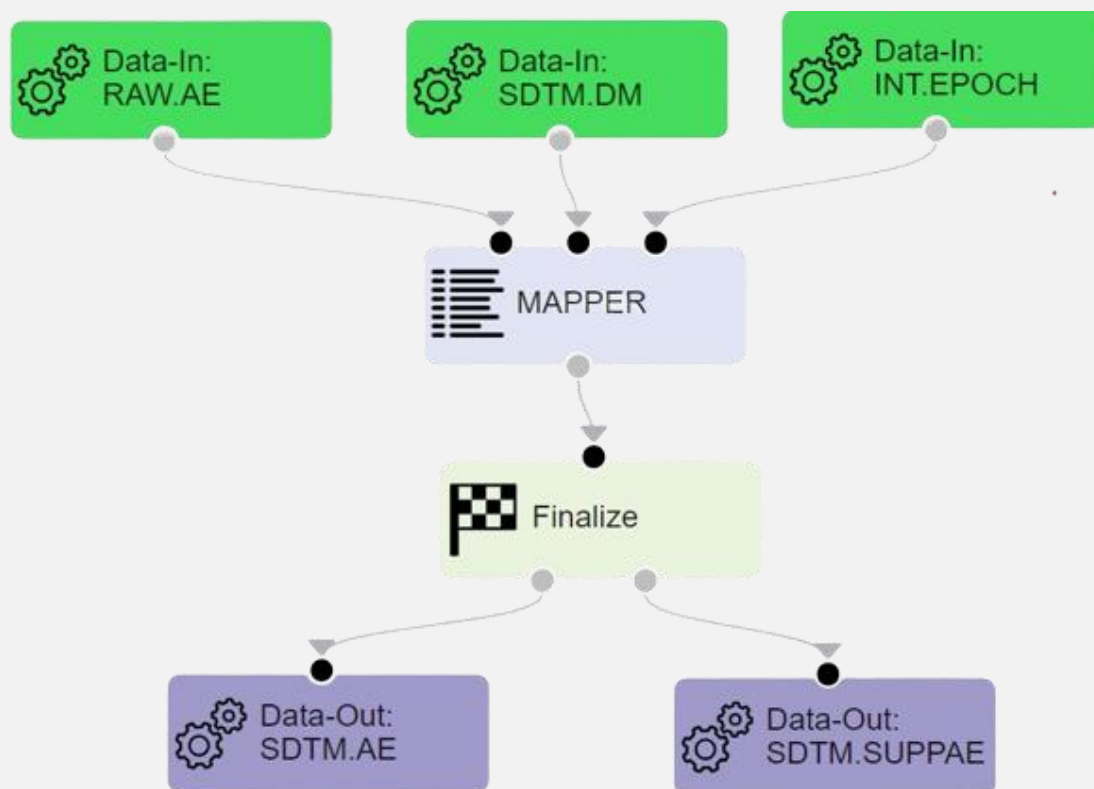 Data-In:
RAW.AE
Data-In:
SDTM.DM
Data-In:
INT.EPOCH
MAPPER
Finalize
Data-Out:
SDTM.AE
Data-Out:
SDTM.SUPPAE